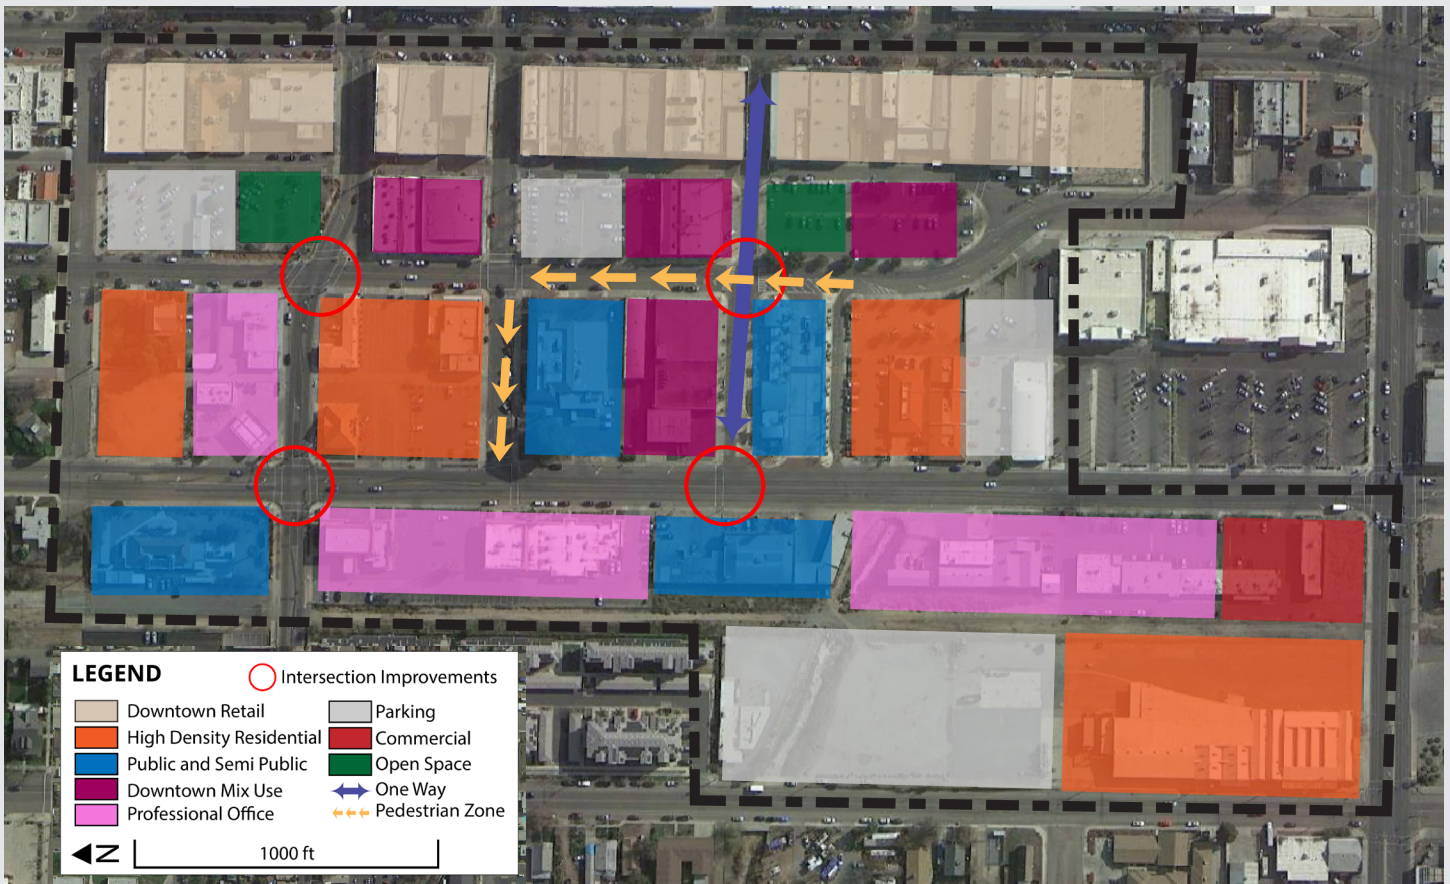 LEGEND
Intersection Improvements
Downtown Retail
Parking
High Density Residential
Commercial
Public and Semi Public
Open Space
Downtown Mix Use
One Way
Professional Office
Pedestrian Zone
N
1000 ft